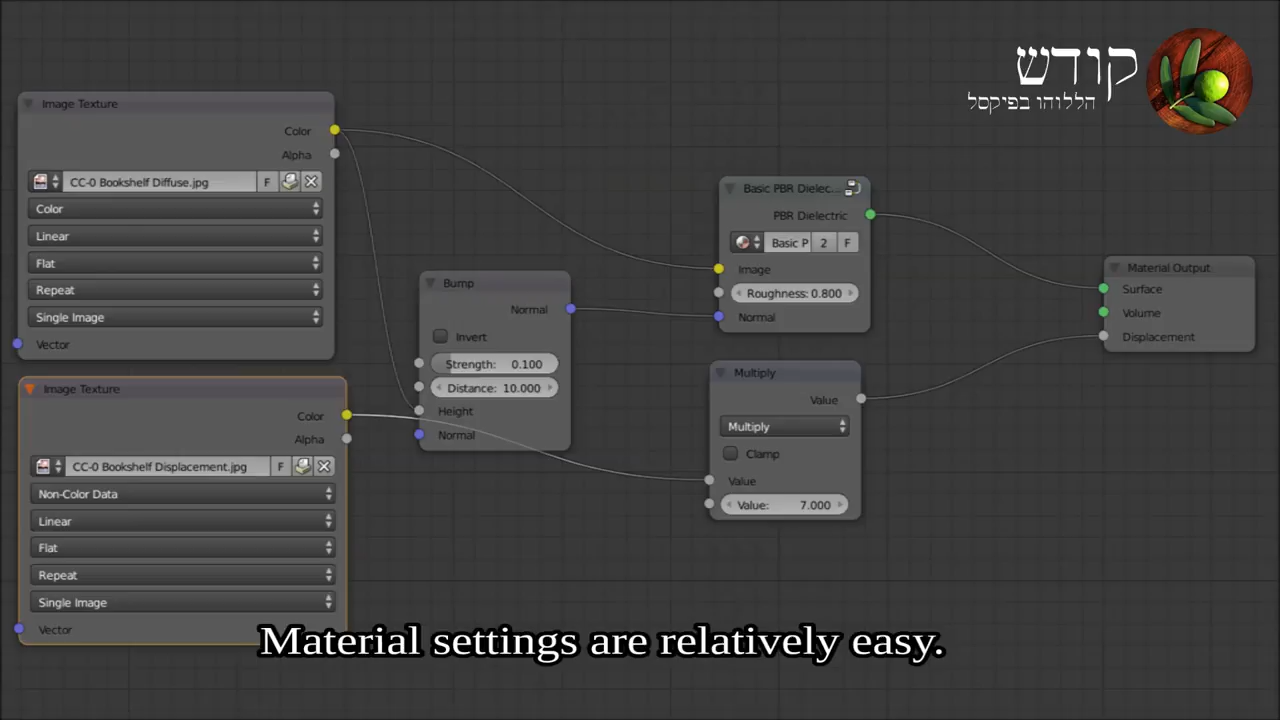 קודש
הללוהו בפיקסל
Image Texture
Color
Alpha
CC-0 Bookshelf Diffuse.jpg F
Color
Linear
Flat
Repeat
Single Image
Vector
Image Texture
Color
Alpha
CC-0 Bookshelf Displacement.jpg F
Non-Color Data
Linear
Flat
Repeat
Single Image
Vector
Bump
Normal
Invert
Strength: 0.100
Distance: 10.000
Height
Normal
Basic PBR Dielec...
PBR Dielectric
Basic P 2 F
Image
Roughness: 0.800
Normal
Multiply
Value
Multiply
Clamp
Value
Value: 7.000
Material Output
Surface
Volume
Displacement
Material settings are relatively easy.